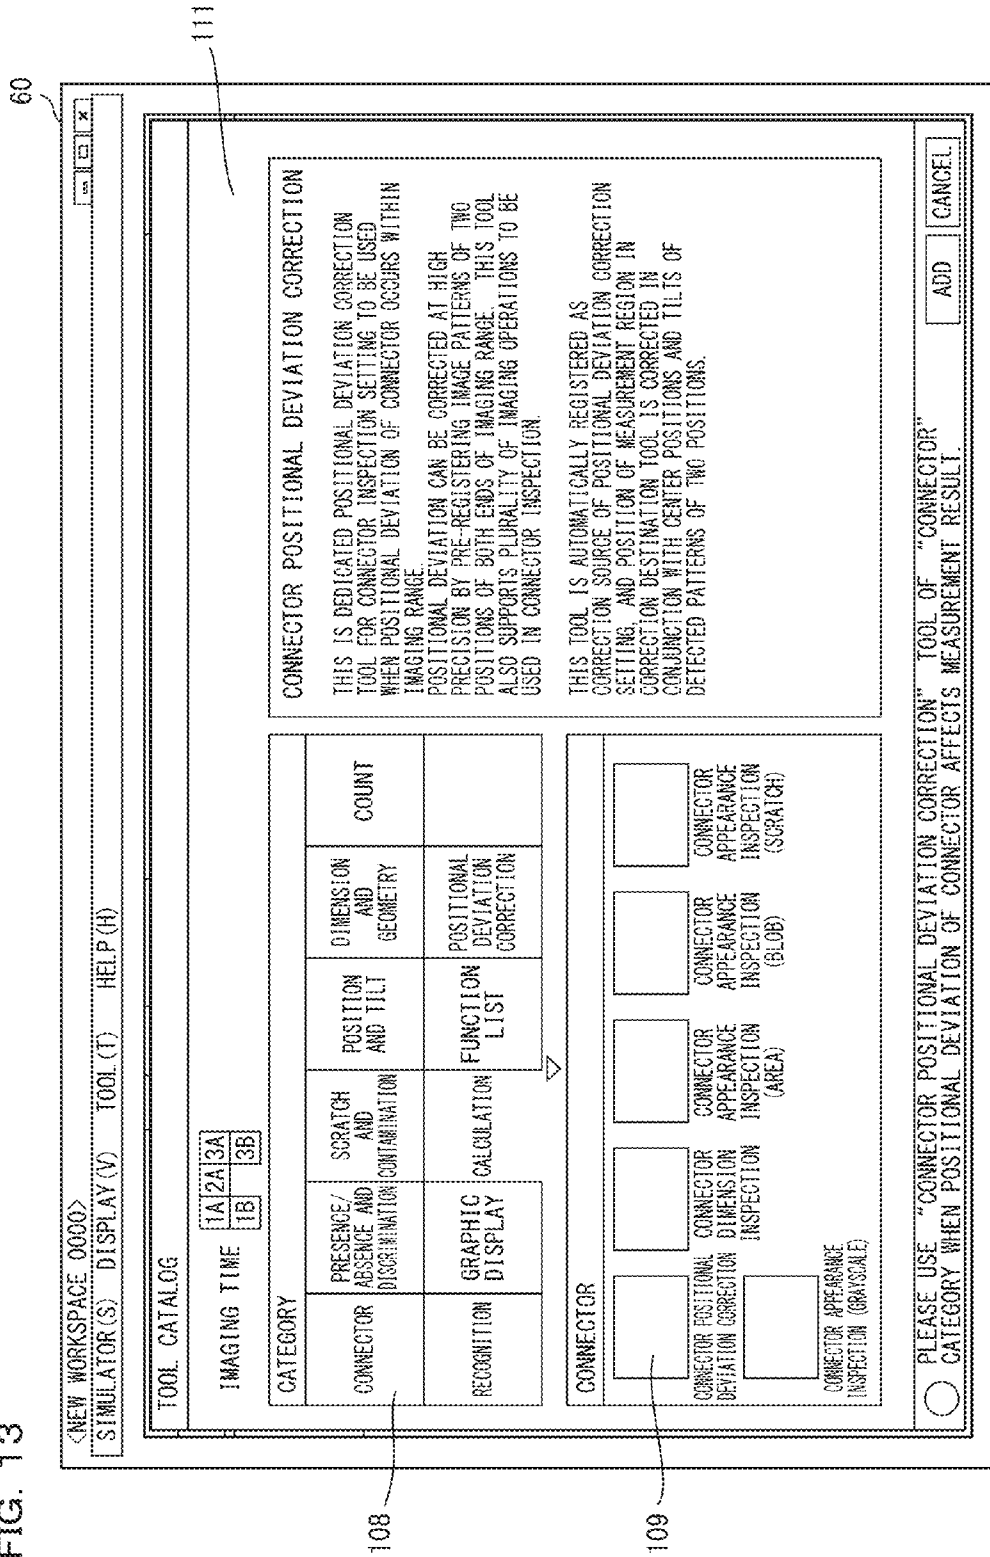 FIG. 13
60
<NEW WORKSPACE 0000>
SIMULATOR(S) DISPLAY(V) TOOL(T) HELP(H)
TOOL CATALOG
111
IMAGING TIME
1A 2A 3A
1B 3B
CATEGORY
CONNECTOR
PRESENCE/
ABSENCE AND
DISCRIMINATION
SCRATCH
AND
CONTAMINATION
POSITION
AND TILT
DIMENSION
AND
GEOMETRY
COUNT
RECOGNITION
GRAPHIC
DISPLAY
CALCULATION
FUNCTION
LIST
POSITIONAL
DEVIATION
CORRECTION
108
CONNECTOR
CONNECTOR POSITIONAL
DEVIATION CORRECTION
CONNECTOR
DIMENSION
INSPECTION
CONNECTOR
APPEARANCE
INSPECTION
(AREA)
CONNECTOR
APPEARANCE
INSPECTION
(BLOB)
CONNECTOR
APPEARANCE
INSPECTION
(SCRATCH)
CONNECTOR APPEARANCE
INSPECTION (GRAYSCALE)
109
CONNECTOR POSITIONAL DEVIATION CORRECTION
THIS IS DEDICATED POSITIONAL DEVIATION CORRECTION
TOOL FOR CONNECTOR INSPECTION SETTING TO BE USED
WHEN POSITIONAL DEVIATION OF CONNECTOR OCCURS WITHIN
IMAGING RANGE.
POSITIONAL DEVIATION CAN BE CORRECTED AT HIGH
PRECISION BY PRE-REGISTERING IMAGE PATTERNS OF TWO
POSITIONS OF BOTH ENDS OF IMAGING RANGE. THIS TOOL
ALSO SUPPORTS PLURALITY OF IMAGING OPERATIONS TO BE
USED IN CONNECTOR INSPECTION.
THIS TOOL IS AUTOMATICALLY REGISTERED AS
CORRECTION SOURCE OF POSITIONAL DEVIATION CORRECTION
SETTING, AND POSITION OF MEASUREMENT REGION IN
CORRECTION DESTINATION TOOL IS CORRECTED IN
CONJUNCTION WITH CENTER POSITIONS AND TILTS OF
DETECTED PATTERNS OF TWO POSITIONS.
PLEASE USE "CONNECTOR POSITIONAL DEVIATION CORRECTION" TOOL OF "CONNECTOR"
CATEGORY WHEN POSITIONAL DEVIATION OF CONNECTOR AFFECTS MEASUREMENT RESULT.
ADD
CANCEL